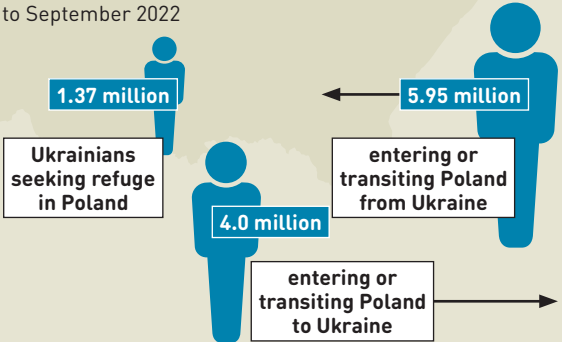 to September 2022
1.37 million
Ukrainians
seeking refuge
in Poland
5.95 million
entering or
transiting Poland
from Ukraine
4.0 million
entering or
transiting Poland
to Ukraine